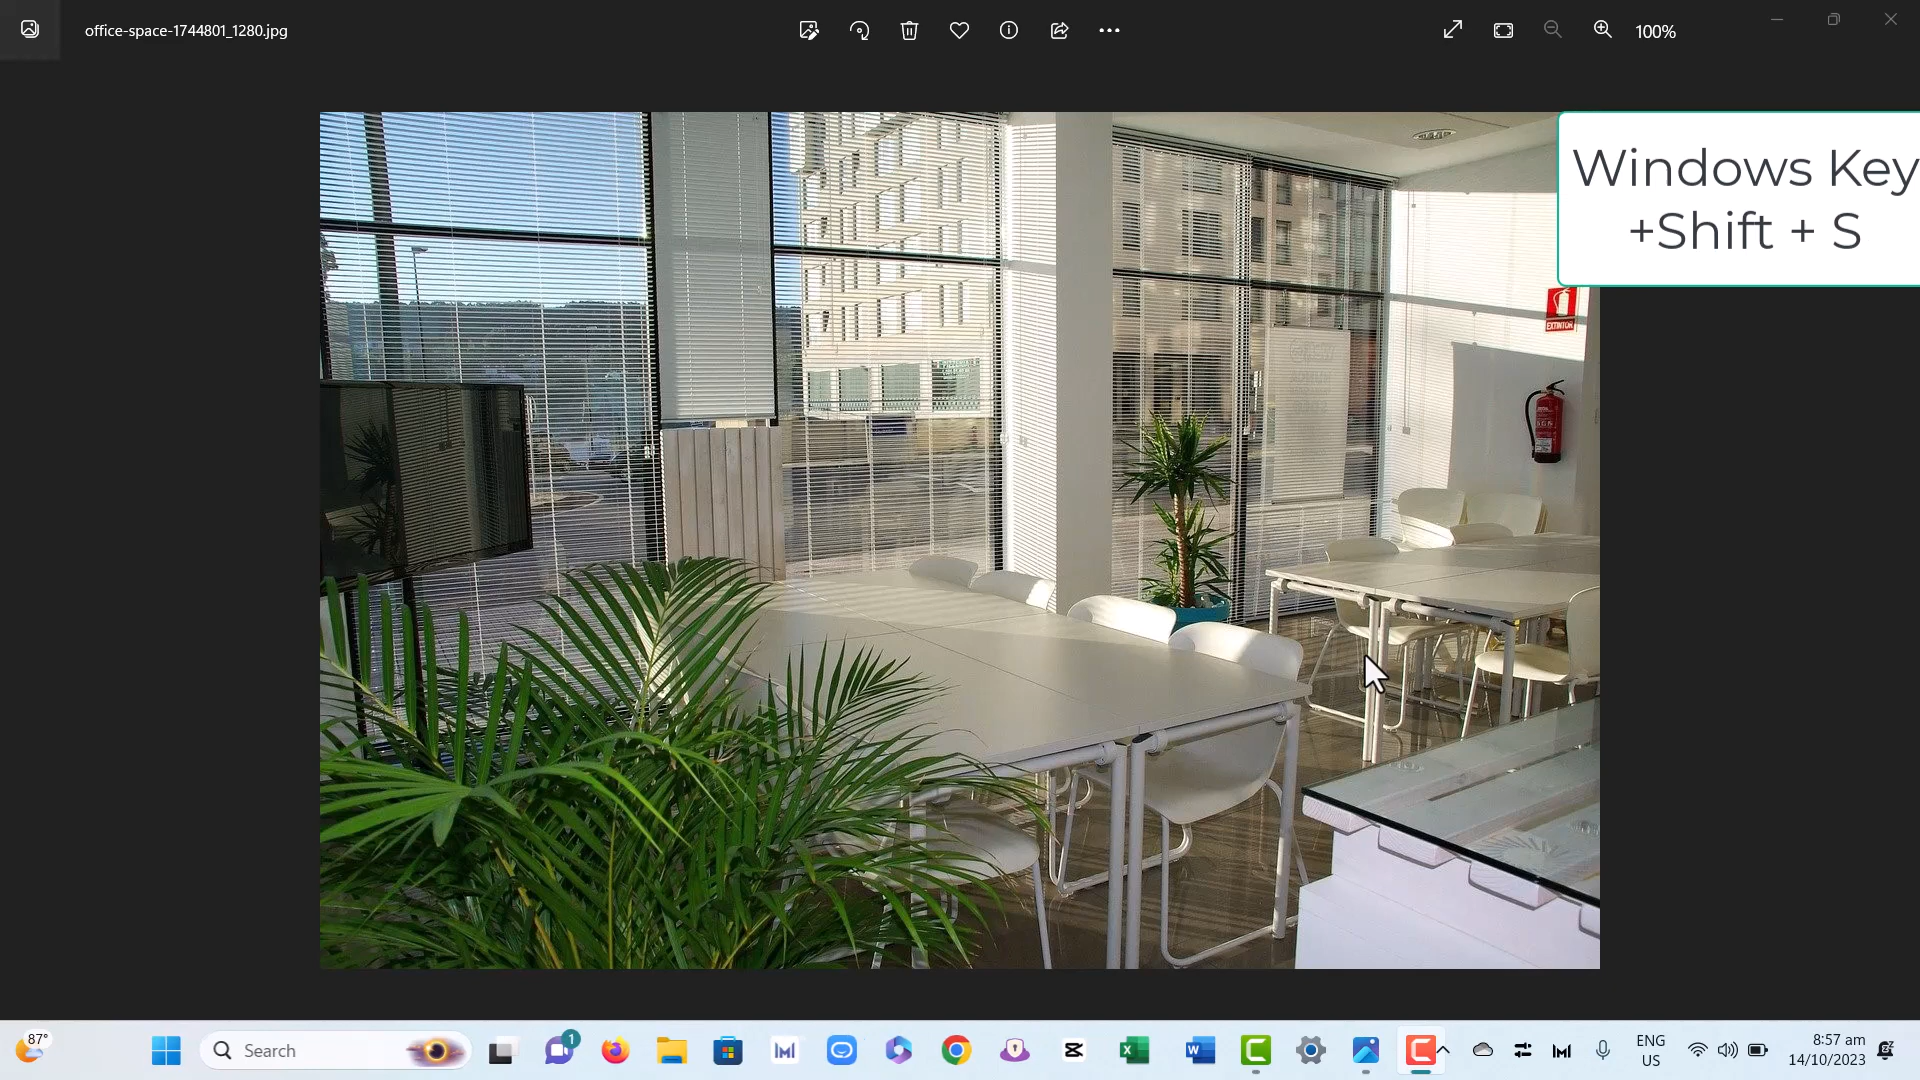 office-space-1744801_1280.jpg
100%
Windows Key
+Shift + S
EXTINTOR
87°
Search
1
ENG
US
8:57 am
14/10/2023